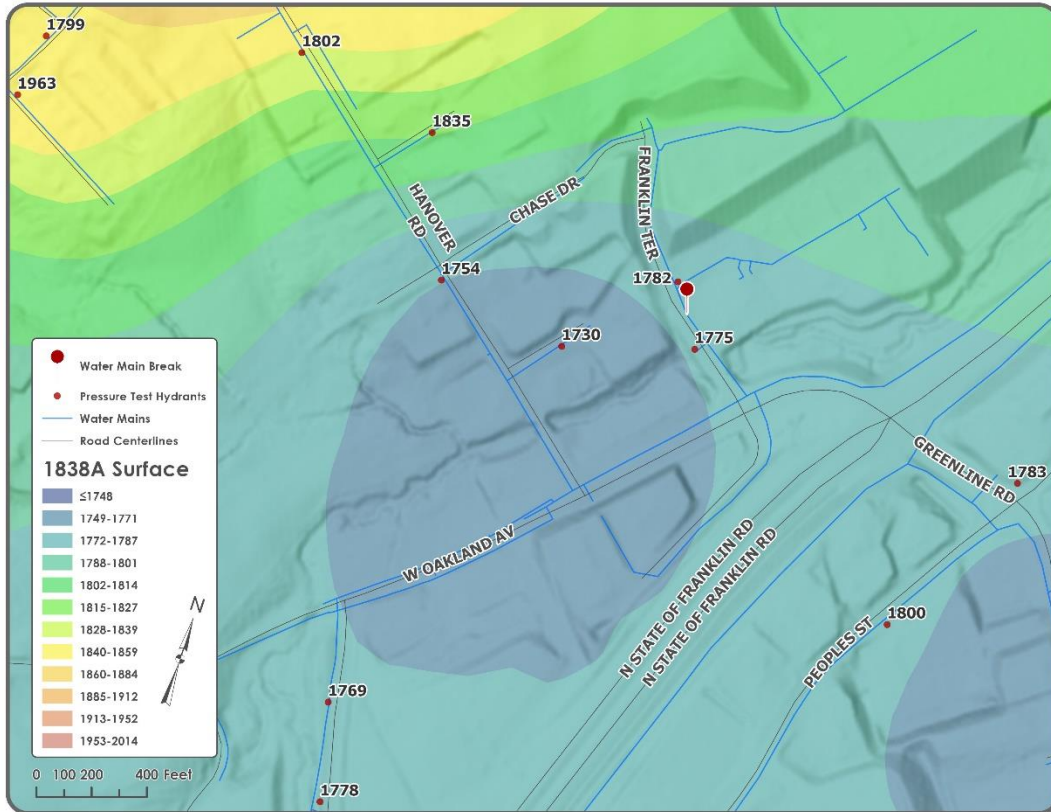 1799
1802
1963
1835
HANOVER
RD
CHASE DR
FRANKLIN TER
1754
1782
1730
1775
Water Main Break
Pressure Test Hydrants
Water Mains
Road Centerlines
1838A Surface
≤1748
1749-1771
1772-1787
1788-1801
1802-1814
1815-1827
1828-1839
1840-1859
1860-1884
1885-1912
1913-1952
1953-2014
N
0 100 200 400 Feet
GREENLINE RD
1783
W OAKLAND AV
N STATE OF FRANKLIN RD
N STATE OF FRANKLIN RD
PEOPLES ST
1800
1769
1778